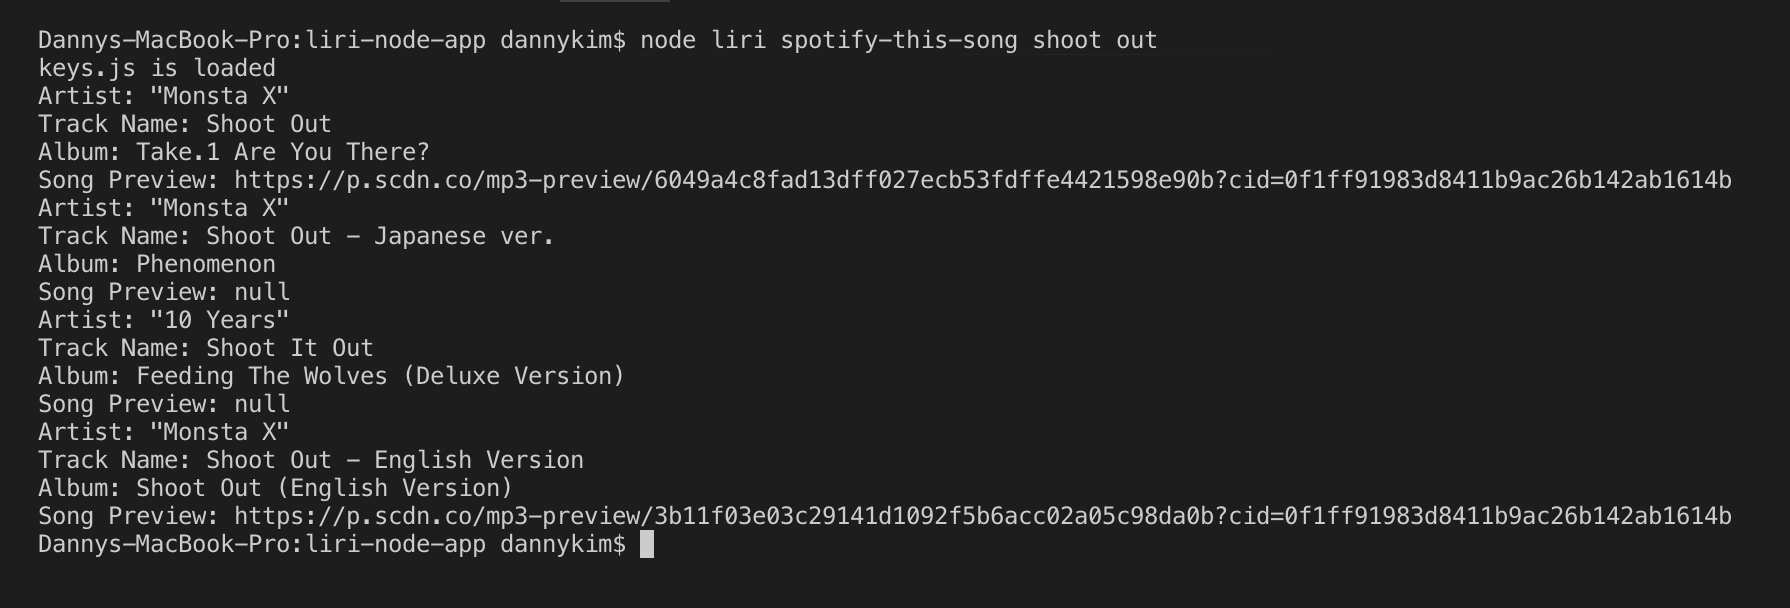 Dannys-MacBook-Pro:liri-node-app dannykim$ node liri spotify-this-song shoot out
keys.js is loaded
Artist: "Monsta X"
Track Name: Shoot Out
Album: Take.1 Are You There?
Song Preview: https://p.scdn.co/mp3-preview/6049a4c8fad13dff027ecb53fdffe4421598e90b?cid=0f1ff91983d8411b9ac26b142ab1614b
Artist: "Monsta X"
Track Name: Shoot Out - Japanese ver.
Album: Phenomenon
Song Preview: null
Artist: "10 Years"
Track Name: Shoot It Out
Album: Feeding The Wolves (Deluxe Version)
Song Preview: null
Artist: "Monsta X"
Track Name: Shoot Out - English Version
Album: Shoot Out (English Version)
Song Preview: https://p.scdn.co/mp3-preview/3b11f03e03c29141d1092f5b6acc02a05c98da0b?cid=0f1ff91983d8411b9ac26b142ab1614b
Dannys-MacBook-Pro:liri-node-app dannykim$